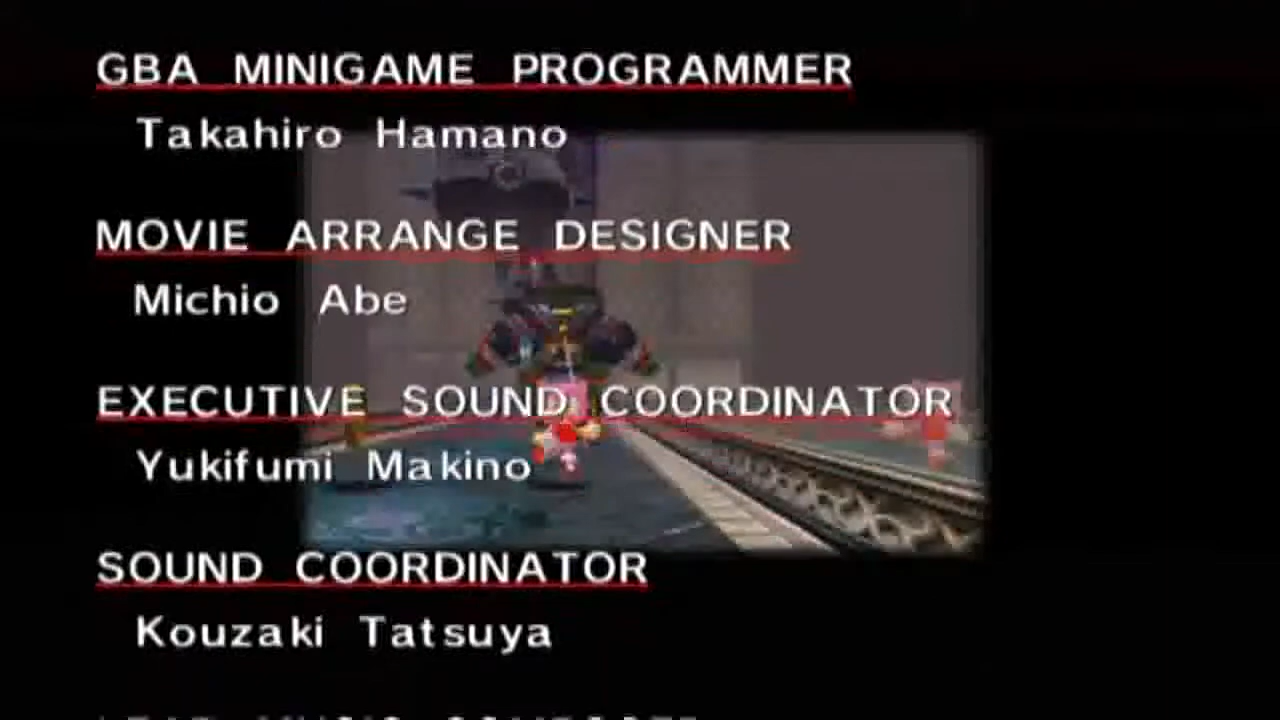 GBA MINIGAME PROGRAMMER
Takahiro Hamano
MOVIE ARRANGE DESIGNER
Michio Abe
EXECUTIVE SOUND COORDINATOR
Yukifumi Makino
SOUND COORDINATOR
Kouzaki Tatsuya